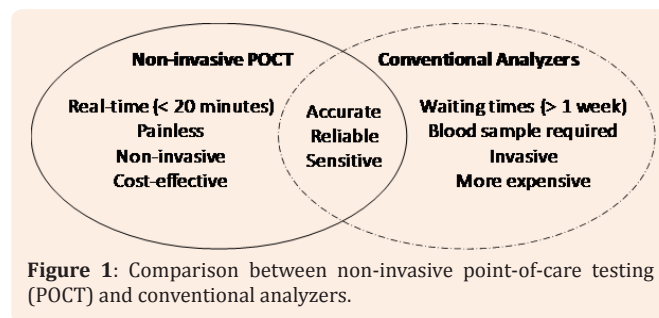 Non-invasive POCT
Real-time (< 20 minutes)
Painless
Non-invasive
Cost-effective
Accurate
Reliable
Sensitive
Conventional Analyzers
Waiting times (> 1 week)
Blood sample required
Invasive
More expensive
Figure 1: Comparison between non-invasive point-of-care testing
(POCT) and conventional analyzers.